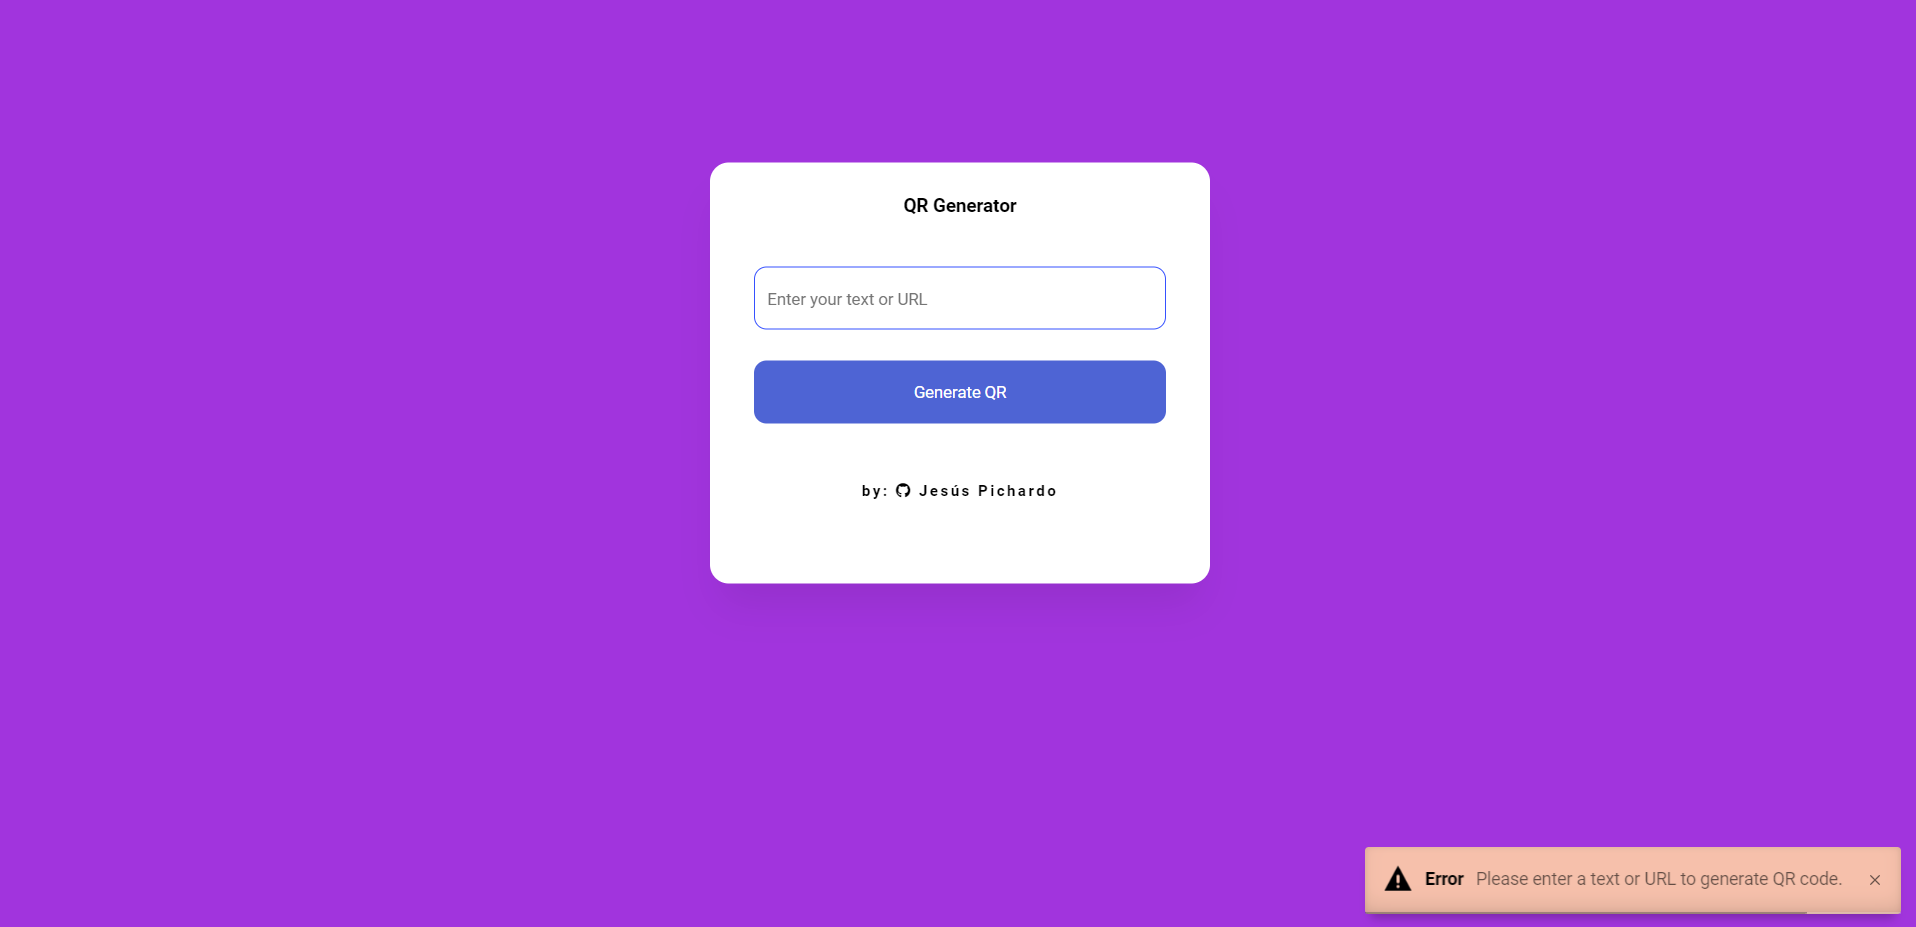 QR Generator
Enter your text or URL
Generate QR
by: Jesús Pichardo
Error Please enter a text or URL to generate QR code.